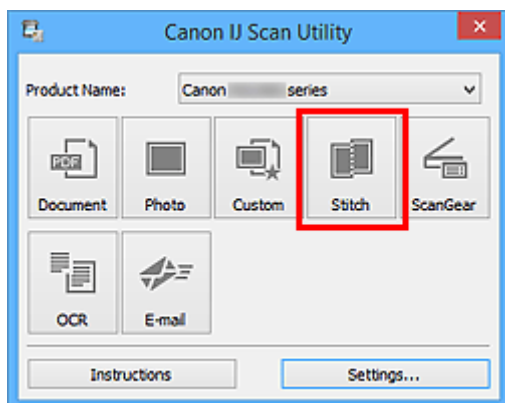 Canon IJ Scan Utility
Product Name: Canon series
Document Photo Custom Stitch ScanGear
PDF
OCR E-mail
Instructions Settings...